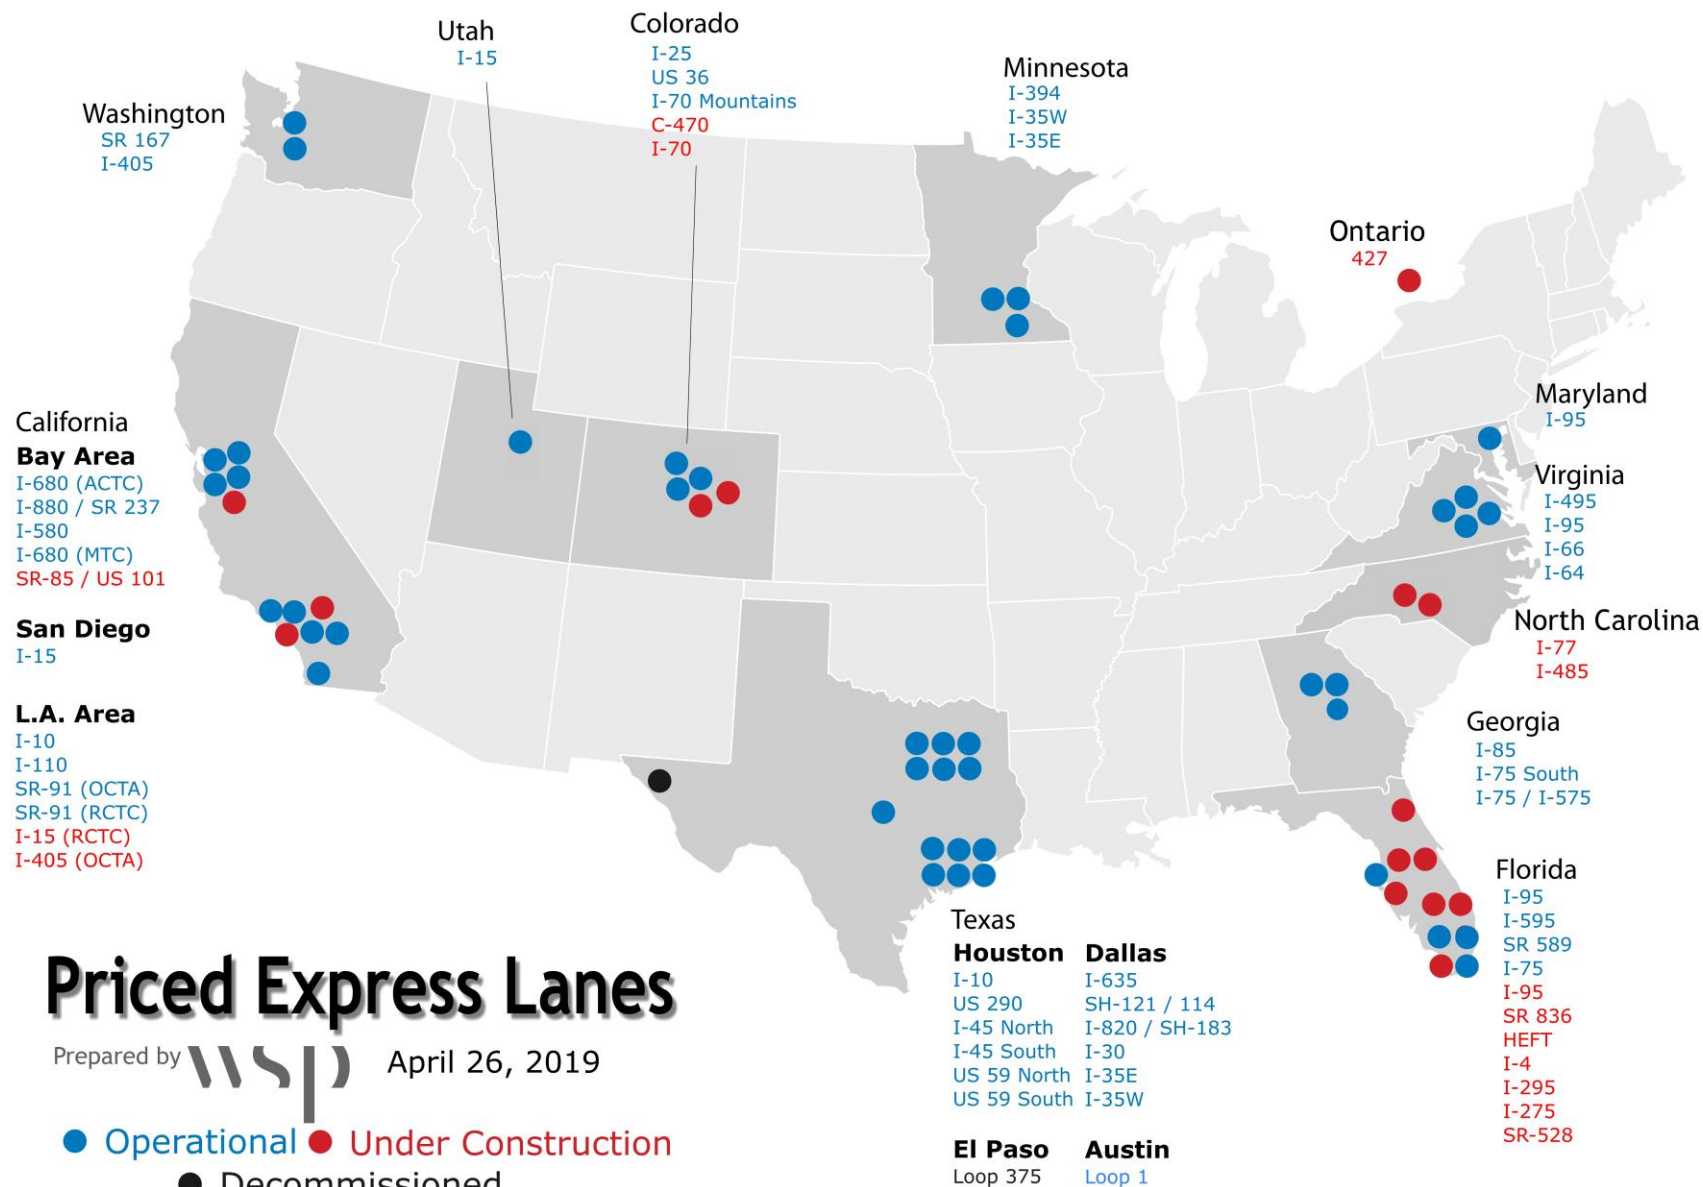 Utah
I-15
Colorado
I-25
US 36
I-70 Mountains
C-470
I-70
Minnesota
I-394
I-35W
I-35E
Washington
SR 167
I-405
Ontario
427
Maryland
I-95
Virginia
I-495
I-95
I-66
I-64
North Carolina
I-77
I-485
Georgia
I-85
I-75 South
I-75 / I-575
Florida
I-95
I-595
SR 589
I-75
I-95
SR 836
HEFT
I-4
I-295
I-275
SR-528
California
Bay Area
I-680 (ACTC)
I-880 / SR 237
I-580
I-680 (MTC)
SR-85 / US 101
San Diego
I-15
L.A. Area
I-10
I-110
SR-91 (OCTA)
SR-91 (RCTC)
I-15 (RCTC)
I-405 (OCTA)
Texas
Houston
I-10
US 290
I-45 North
I-45 South
US 59 North
US 59 South
Dallas
I-635
SH-121 / 114
I-820 / SH-183
I-30
I-35E
I-35W
El Paso
Loop 375
Austin
Loop 1
Priced Express Lanes
Prepared by wsp April 26, 2019
Operational
Under Construction
Decommissioned